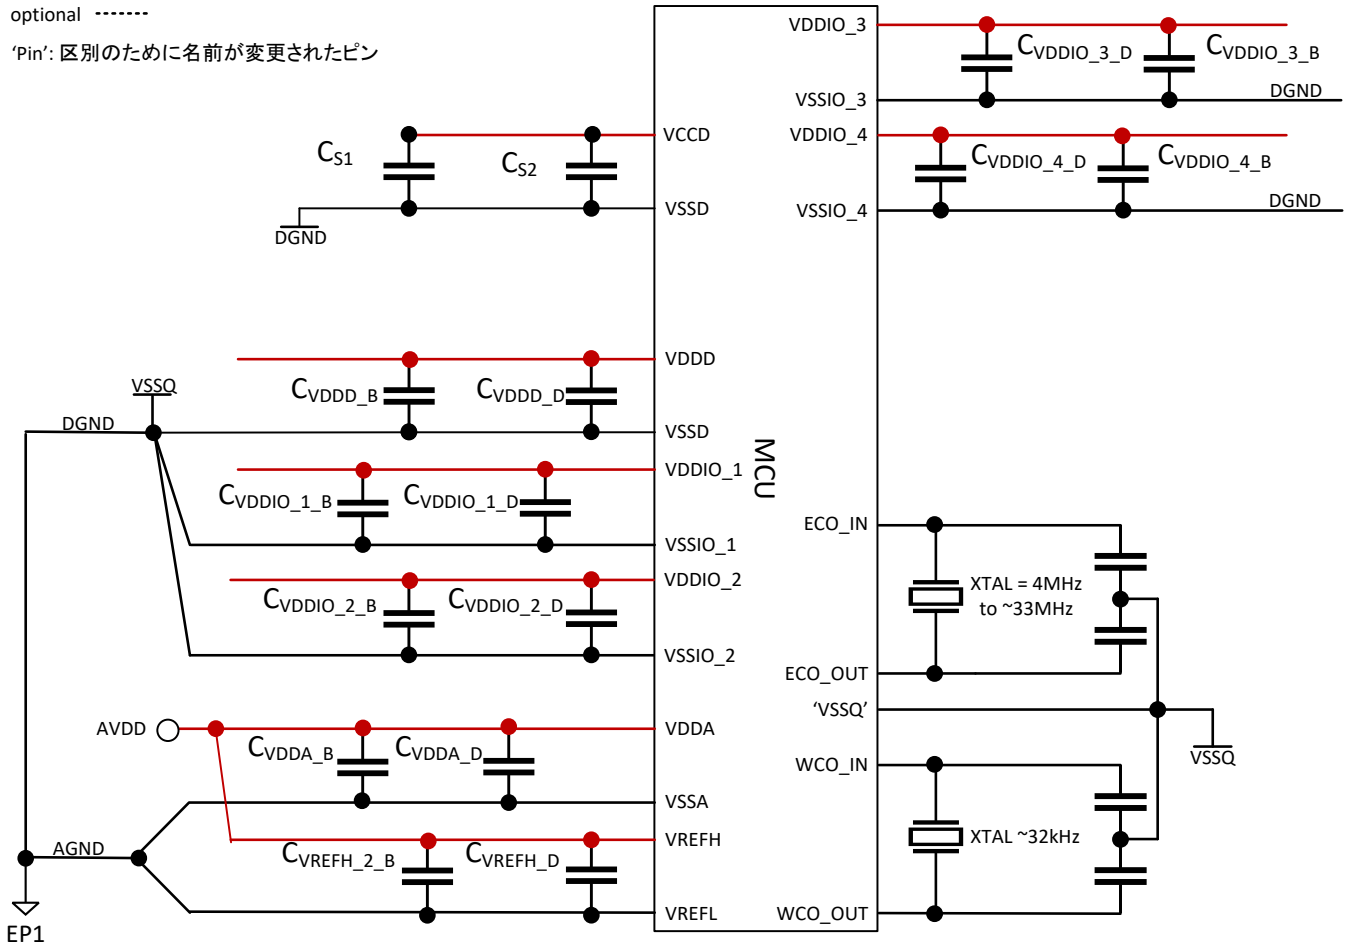 optional
‘Pin’: 区別のために名前が変更されたピン
VDDIO_3
CVDDIO_3_D
CVDDIO_3_B
VSSIO_3
DGND
VCCD
CS1
CS2
VSSD
DGND
VDDIO_4
CVDDIO_4_D
CVDDIO_4_B
VSSIO_4
DGND
VDDD
VSSQ
CVDDD_B
CVDDD_D
DGND
VSSD
MCU
VDDIO_1
CVDDIO_1_B
CVDDIO_1_D
VSSIO_1
VDDIO_2
CVDDIO_2_B
CVDDIO_2_D
VSSIO_2
ECO_IN
XTAL = 4MHz
to ~33MHz
ECO_OUT
‘VSSQ’
VSSQ
AVDD
VDDA
CVDDA_B
CVDDA_D
VSSA
WCO_IN
XTAL ~32kHz
WCO_OUT
VREFH
AGND
CVREFH_2_B
CVREFH_D
VREFL
EP1